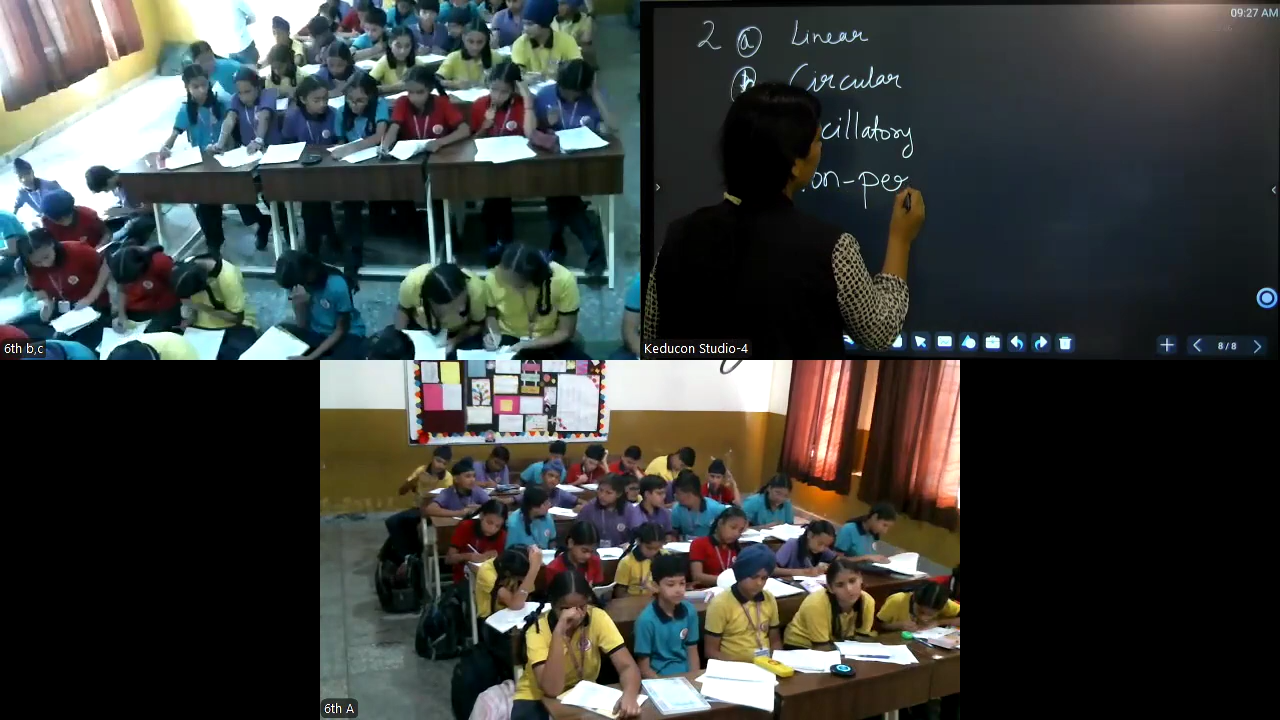 09:27 AM
2 a Linear
Circular
cillatory
on-per
8/8
6th b,c
Keducon Studio-4
6th A